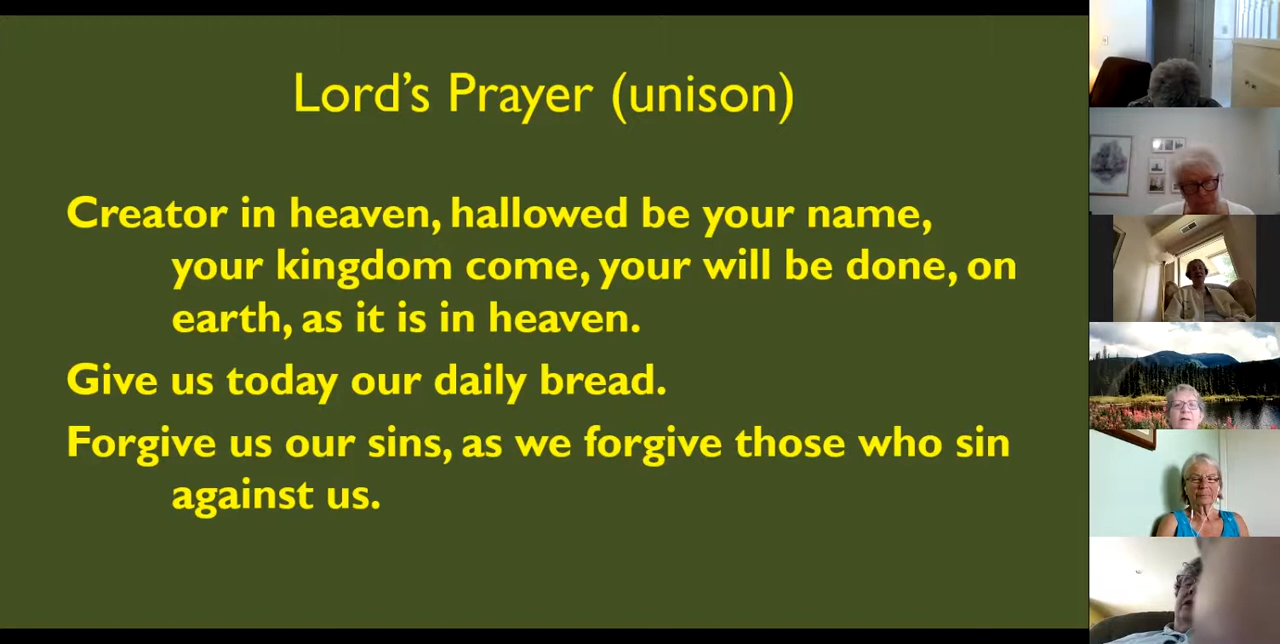 Lord's Prayer (unison)
Creator in heaven, hallowed be your name,
your kingdom come, your will be done, on
earth, as it is in heaven.
Give us today our daily bread.
Forgive us our sins, as we forgive those who sin
against us.